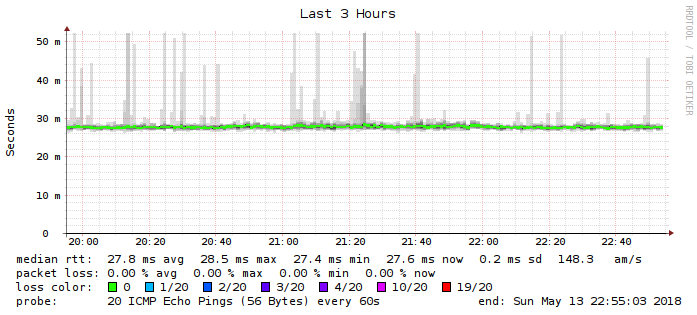 Last 3 Hours
RRDTOOL / TOBI OETIKER
Seconds
50 m
40 m
30 m
20 m
10 m
0
20:00 20:20 20:40 21:00 21:20 21:40 22:00 22:20 22:40
median rtt: 27.8 ms avg 28.5 ms max 27.4 ms min 27.6 ms now 0.2 ms sd 148.3 am/s
packet loss: 0.00 % avg 0.00 % max 0.00 % min 0.00 % now
loss color: 0 1/20 2/20 3/20 4/20 10/20 19/20
probe: 20 ICMP Echo Pings (56 Bytes) every 60s end: Sun May 13 22:55:03 2018